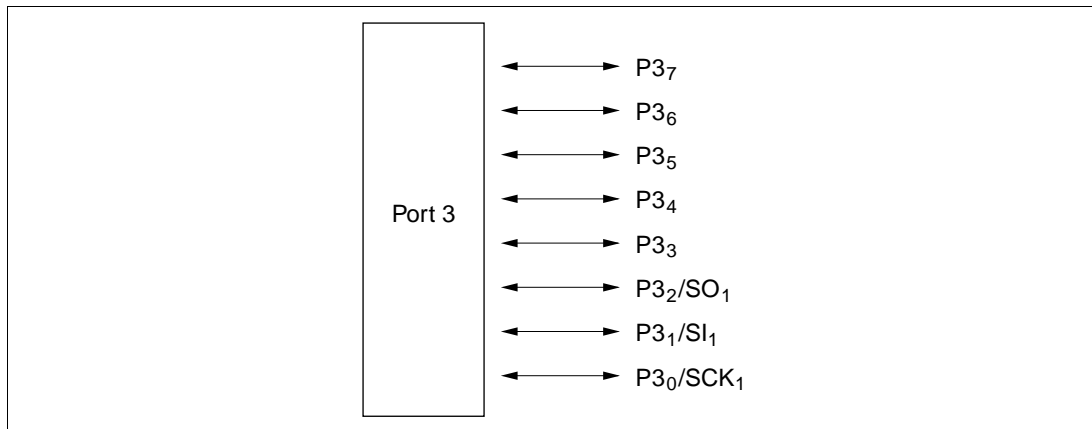 P3₇
P3₆
P3₅
P3₄
Port 3
P3₃
P3₂/SO₁
P3₁/SI₁
P3₀/SCK₁